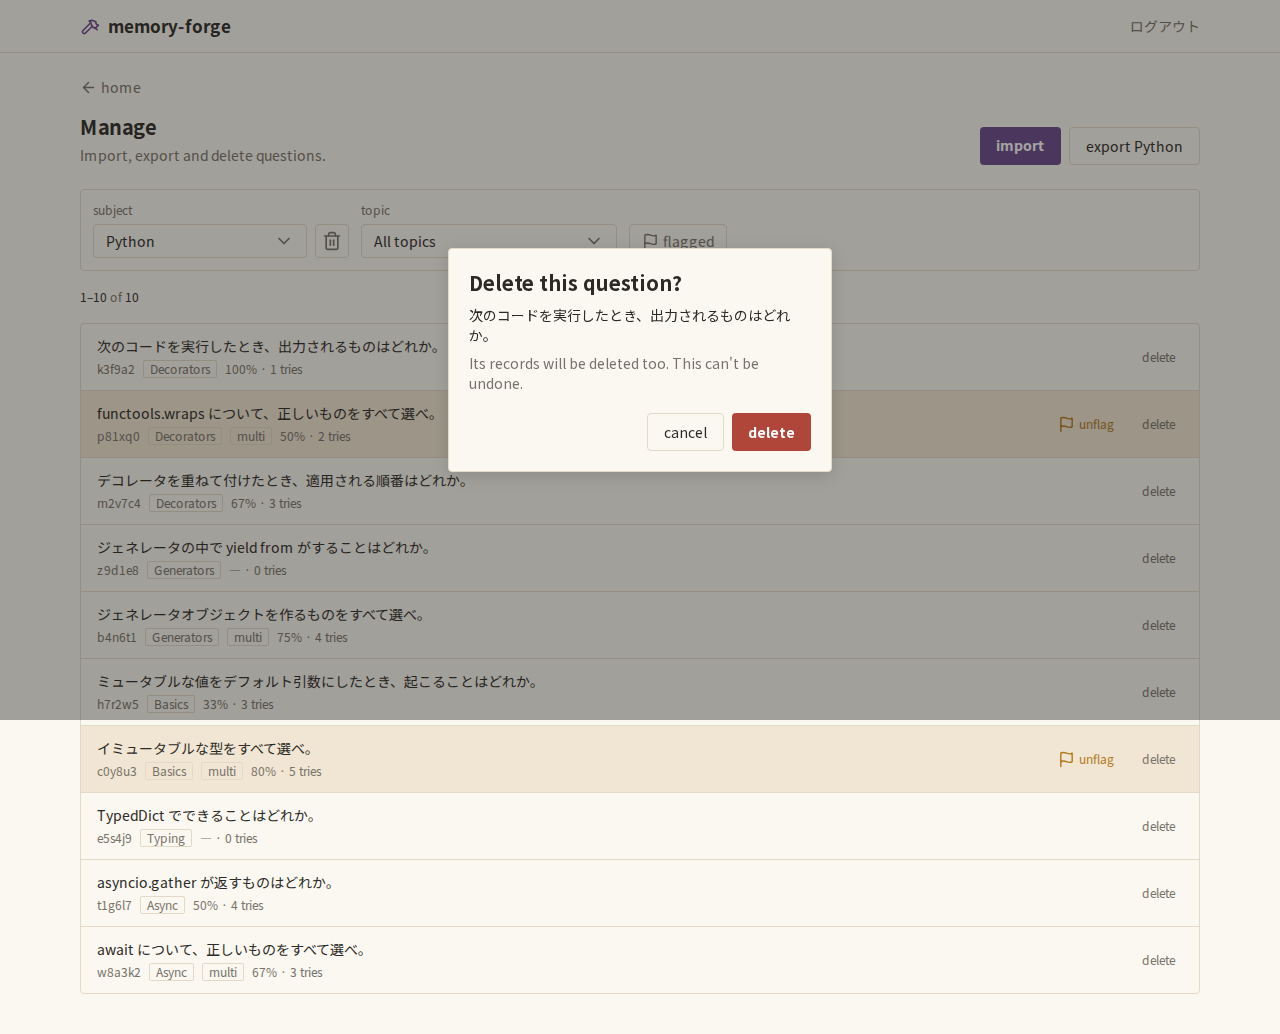 memory-forge
ログアウト
home
Manage
Import, export and delete questions.
import
export Python
subject
topic
Python
All topics
flagged
1–10 of 10
Delete this question?
次のコードを実行したとき、出力されるものはどれ
か。
Its records will be deleted too. This can't be
undone.
cancel
delete
次のコードを実行したとき、出力されるものはどれか。
k3f9a2 Decorators 100% · 1 tries
delete
functools.wraps について、正しいものをすべて選べ。
p81xq0 Decorators multi 50% · 2 tries
unflag
delete
デコレータを重ねて付けたとき、適用される順番はどれか。
m2v7c4 Decorators 67% · 3 tries
delete
ジェネレータの中で yield from がすることはどれか。
z9d1e8 Generators — · 0 tries
delete
ジェネレータオブジェクトを作るものをすべて選べ。
b4n6t1 Generators multi 75% · 4 tries
delete
ミュータブルな値をデフォルト引数にしたとき、起こることはどれか。
h7r2w5 Basics 33% · 3 tries
delete
イミュータブルな型をすべて選べ。
c0y8u3 Basics multi 80% · 5 tries
unflag
delete
TypedDict でできることはどれか。
e5s4j9 Typing — · 0 tries
delete
asyncio.gather が返すものはどれか。
t1g6l7 Async 50% · 4 tries
delete
await について、正しいものをすべて選べ。
w8a3k2 Async multi 67% · 3 tries
delete